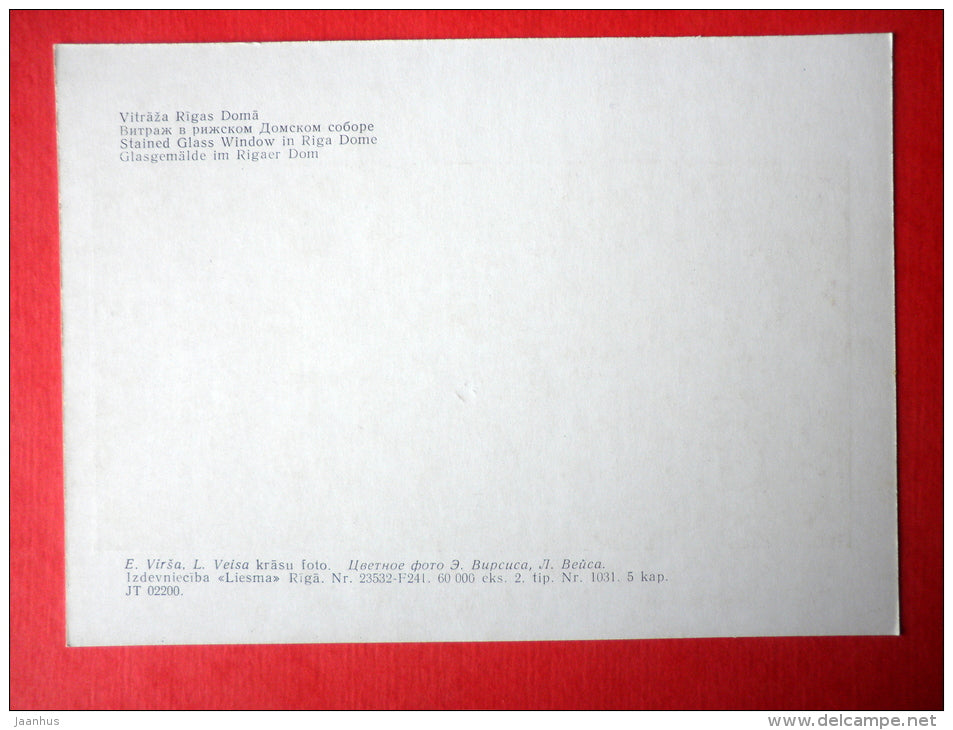 Vitrāža Rīgas Domā
Витраж в рижском Домском соборе
Stained Glass Window in Riga Dome
Glasgemälde im Rigaer Dom
E. Virša, L. Veisa krāsu foto. Цветное фото Э. Вирсиса, Л. Вейса.
Izdevniecība «Liesma» Rīgā. Nr. 23532-F241. 60 000 eks. 2. tip. Nr. 1031. 5 kap.
JT 02200.
jaanhus
www.delcampe.net